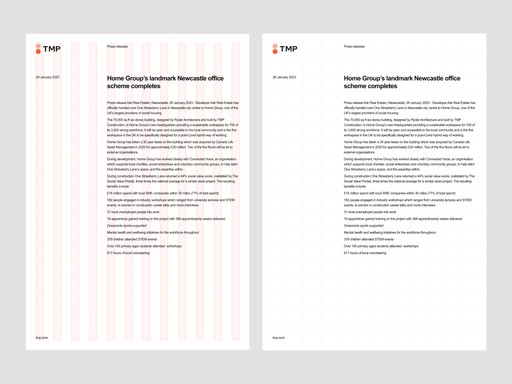 TMP
Press release
26 January 2023
Home Group's landmark Newcastle office
scheme completes
Press release Ask Real Estate | Newcastle, 26 January 2023 - Developer Ask Real Estate has
officially handed over One Strawberry Lane in Newcastle city centre to Home Group, one of the
UK's largest providers of social housing.
The 70,000 sq ft six storey building, designed by Ryder Architecture and built by TMP
Construction, is Home Group's new headquarters providing a sustainable workspace for 700 of
its 3,500 strong workforce. It will be open and accessible to the local community and is the first
workplace in the UK to be specifically designed for a post-Covid hybrid way of working.
Home Group has taken a 30 year lease on the building which was acquired by Canada Life
Asset Management in 2020 for approximately £30 million. Two of the five floors will be let to
external organisations.
During development, Home Group has worked closely with Connected Voice, an organisation
which supports local charities, social enterprises and voluntary community groups, to help tailor
One Strawberry Lane's space, and the expertise within.
During construction One Strawberry Lane returned a 44% social value score, (validated by The
Social Value Portal), three times the national average for a similar sized project. The resulting
benefits include:
£16 million spend with local SME companies within 30 miles (77% of total spend)
192 people engaged in industry workshops which ranged from university lectures and STEM
events, to women in construction career talks and mock interviews
31 local unemployed people into work
10 apprentices gained training on the project with 398 apprenticeship weeks delivered
Grassroots sports supported
Mental health and wellbeing initiatives for the workforce throughout
275 children attended STEM events
Over 100 primary aged students attended workshops
617 hours of local volunteering
tmp.com
TMP
Press release
26 January 2023
Home Group's landmark Newcastle office
scheme completes
Press release Ask Real Estate | Newcastle, 26 January 2023 - Developer Ask Real Estate has
officially handed over One Strawberry Lane in Newcastle city centre to Home Group, one of the
UK's largest providers of social housing.
The 70,000 sq ft six storey building, designed by Ryder Architecture and built by TMP
Construction, is Home Group's new headquarters providing a sustainable workspace for 700 of
its 3,500 strong workforce. It will be open and accessible to the local community and is the first
workplace in the UK to be specifically designed for a post-Covid hybrid way of working.
Home Group has taken a 30 year lease on the building which was acquired by Canada Life
Asset Management in 2020 for approximately £30 million. Two of the five floors will be let to
external organisations.
During development, Home Group has worked closely with Connected Voice, an organisation
which supports local charities, social enterprises and voluntary community groups, to help tailor
One Strawberry Lane's space, and the expertise within.
During construction One Strawberry Lane returned a 44% social value score, (validated by The
Social Value Portal), three times the national average for a similar sized project. The resulting
benefits include:
£16 million spend with local SME companies within 30 miles (77% of total spend)
192 people engaged in industry workshops which ranged from university lectures and STEM
events, to women in construction career talks and mock interviews
31 local unemployed people into work
10 apprentices gained training on the project with 398 apprenticeship weeks delivered
Grassroots sports supported
Mental health and wellbeing initiatives for the workforce throughout
275 children attended STEM events
Over 100 primary aged students attended workshops
617 hours of local volunteering
tmp.com